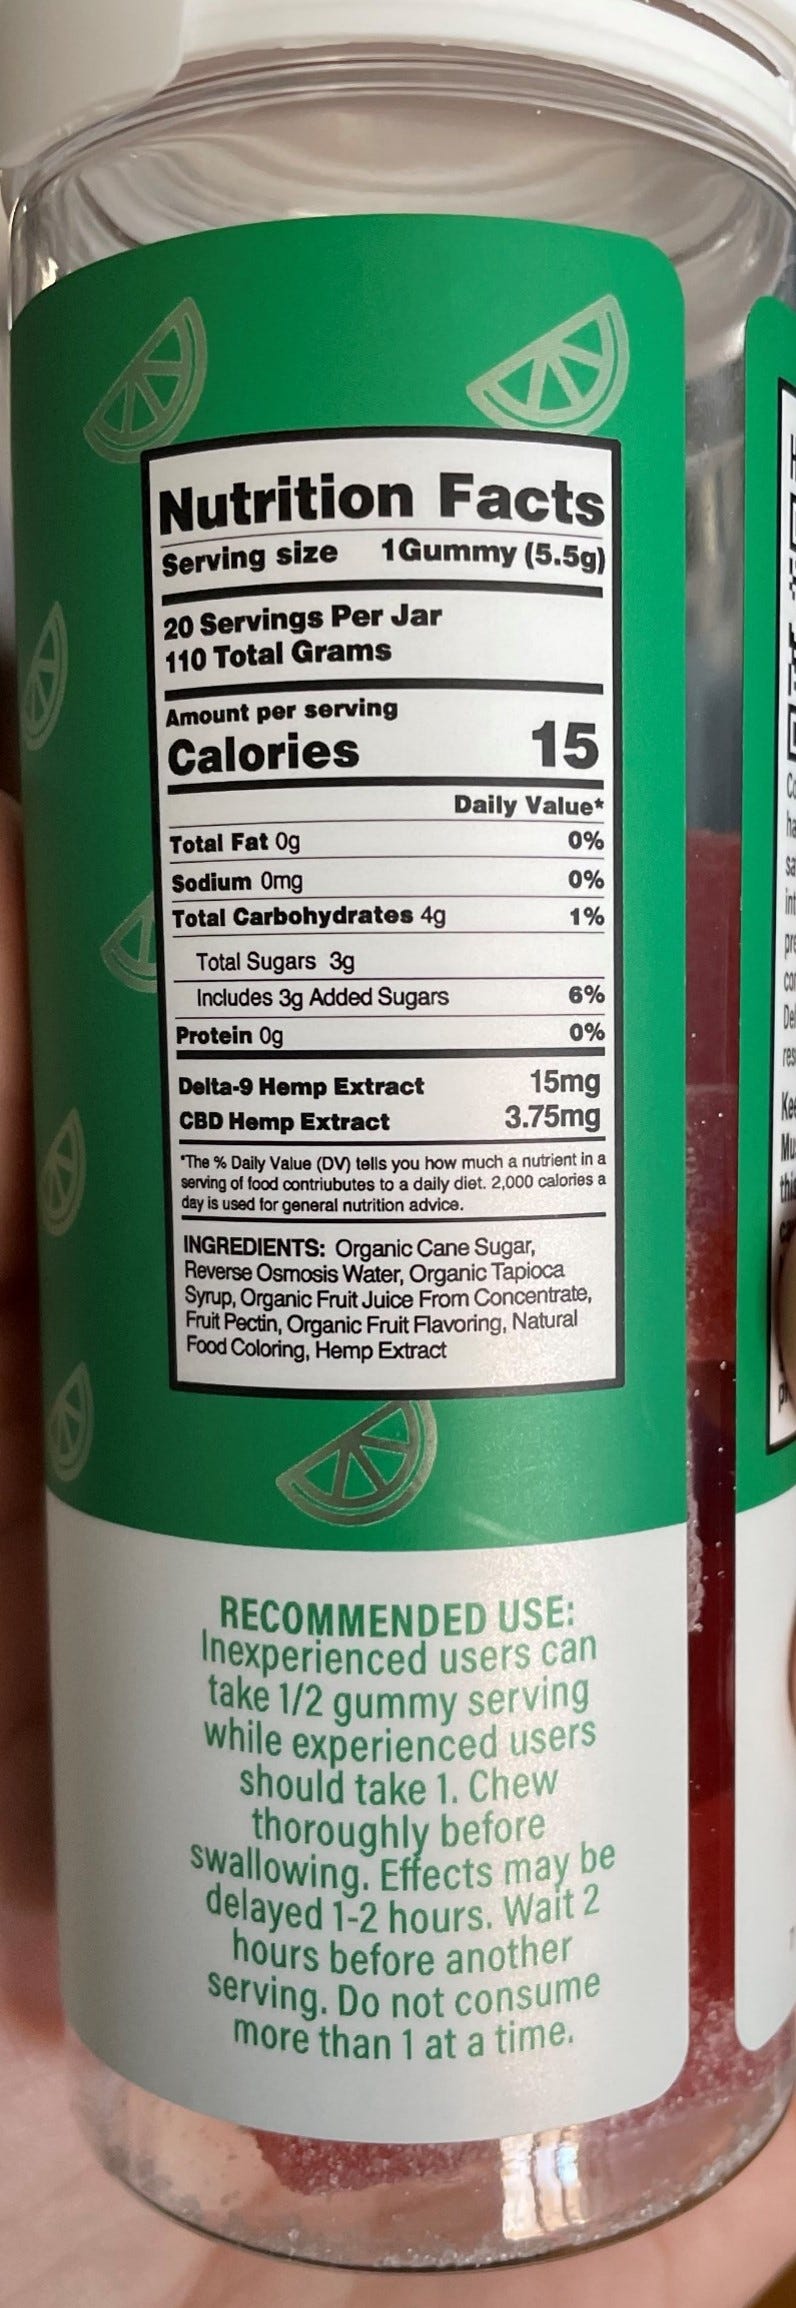 Nutrition Facts
Serving size 1Gummy (5.5g)
20 Servings Per Jar
110 Total Grams
Amount per serving
Calories 15
Daily Value*
Total Fat 0g 0%
Sodium 0mg 0%
Total Carbohydrates 4g 1%
Total Sugars 3g
Includes 3g Added Sugars 6%
Protein 0g 0%
Delta-9 Hemp Extract 15mg
CBD Hemp Extract 3.75mg
*The % Daily Value (DV) tells you how much a nutrient in a
serving of food contriubutes to a daily diet. 2,000 calories a
day is used for general nutrition advice.
INGREDIENTS: Organic Cane Sugar,
Reverse Osmosis Water, Organic Tapioca
Syrup, Organic Fruit Juice From Concentrate,
Fruit Pectin, Organic Fruit Flavoring, Natural
Food Coloring, Hemp Extract
RECOMMENDED USE:
Inexperienced users can
take 1/2 gummy serving
while experienced users
should take 1. Chew
thoroughly before
swallowing. Effects may be
delayed 1-2 hours. Wait 2
hours before another
serving. Do not consume
more than 1 at a time.